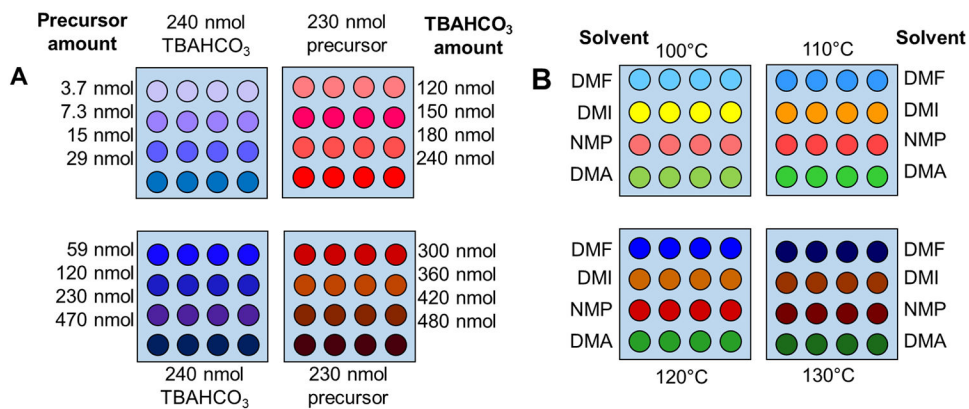 Precursor
amount
240 nmol
TBAHCO₃
230 nmol
precursor
TBAHCO₃
amount
A
3.7 nmol
7.3 nmol
15 nmol
29 nmol
120 nmol
150 nmol
180 nmol
240 nmol
59 nmol
120 nmol
230 nmol
470 nmol
300 nmol
360 nmol
420 nmol
480 nmol
240 nmol
TBAHCO₃
230 nmol
precursor
B
Solvent
100°C
110°C
Solvent
DMF
DMI
NMP
DMA
DMF
DMI
NMP
DMA
DMF
DMI
NMP
DMA
DMF
DMI
NMP
DMA
120°C
130°C